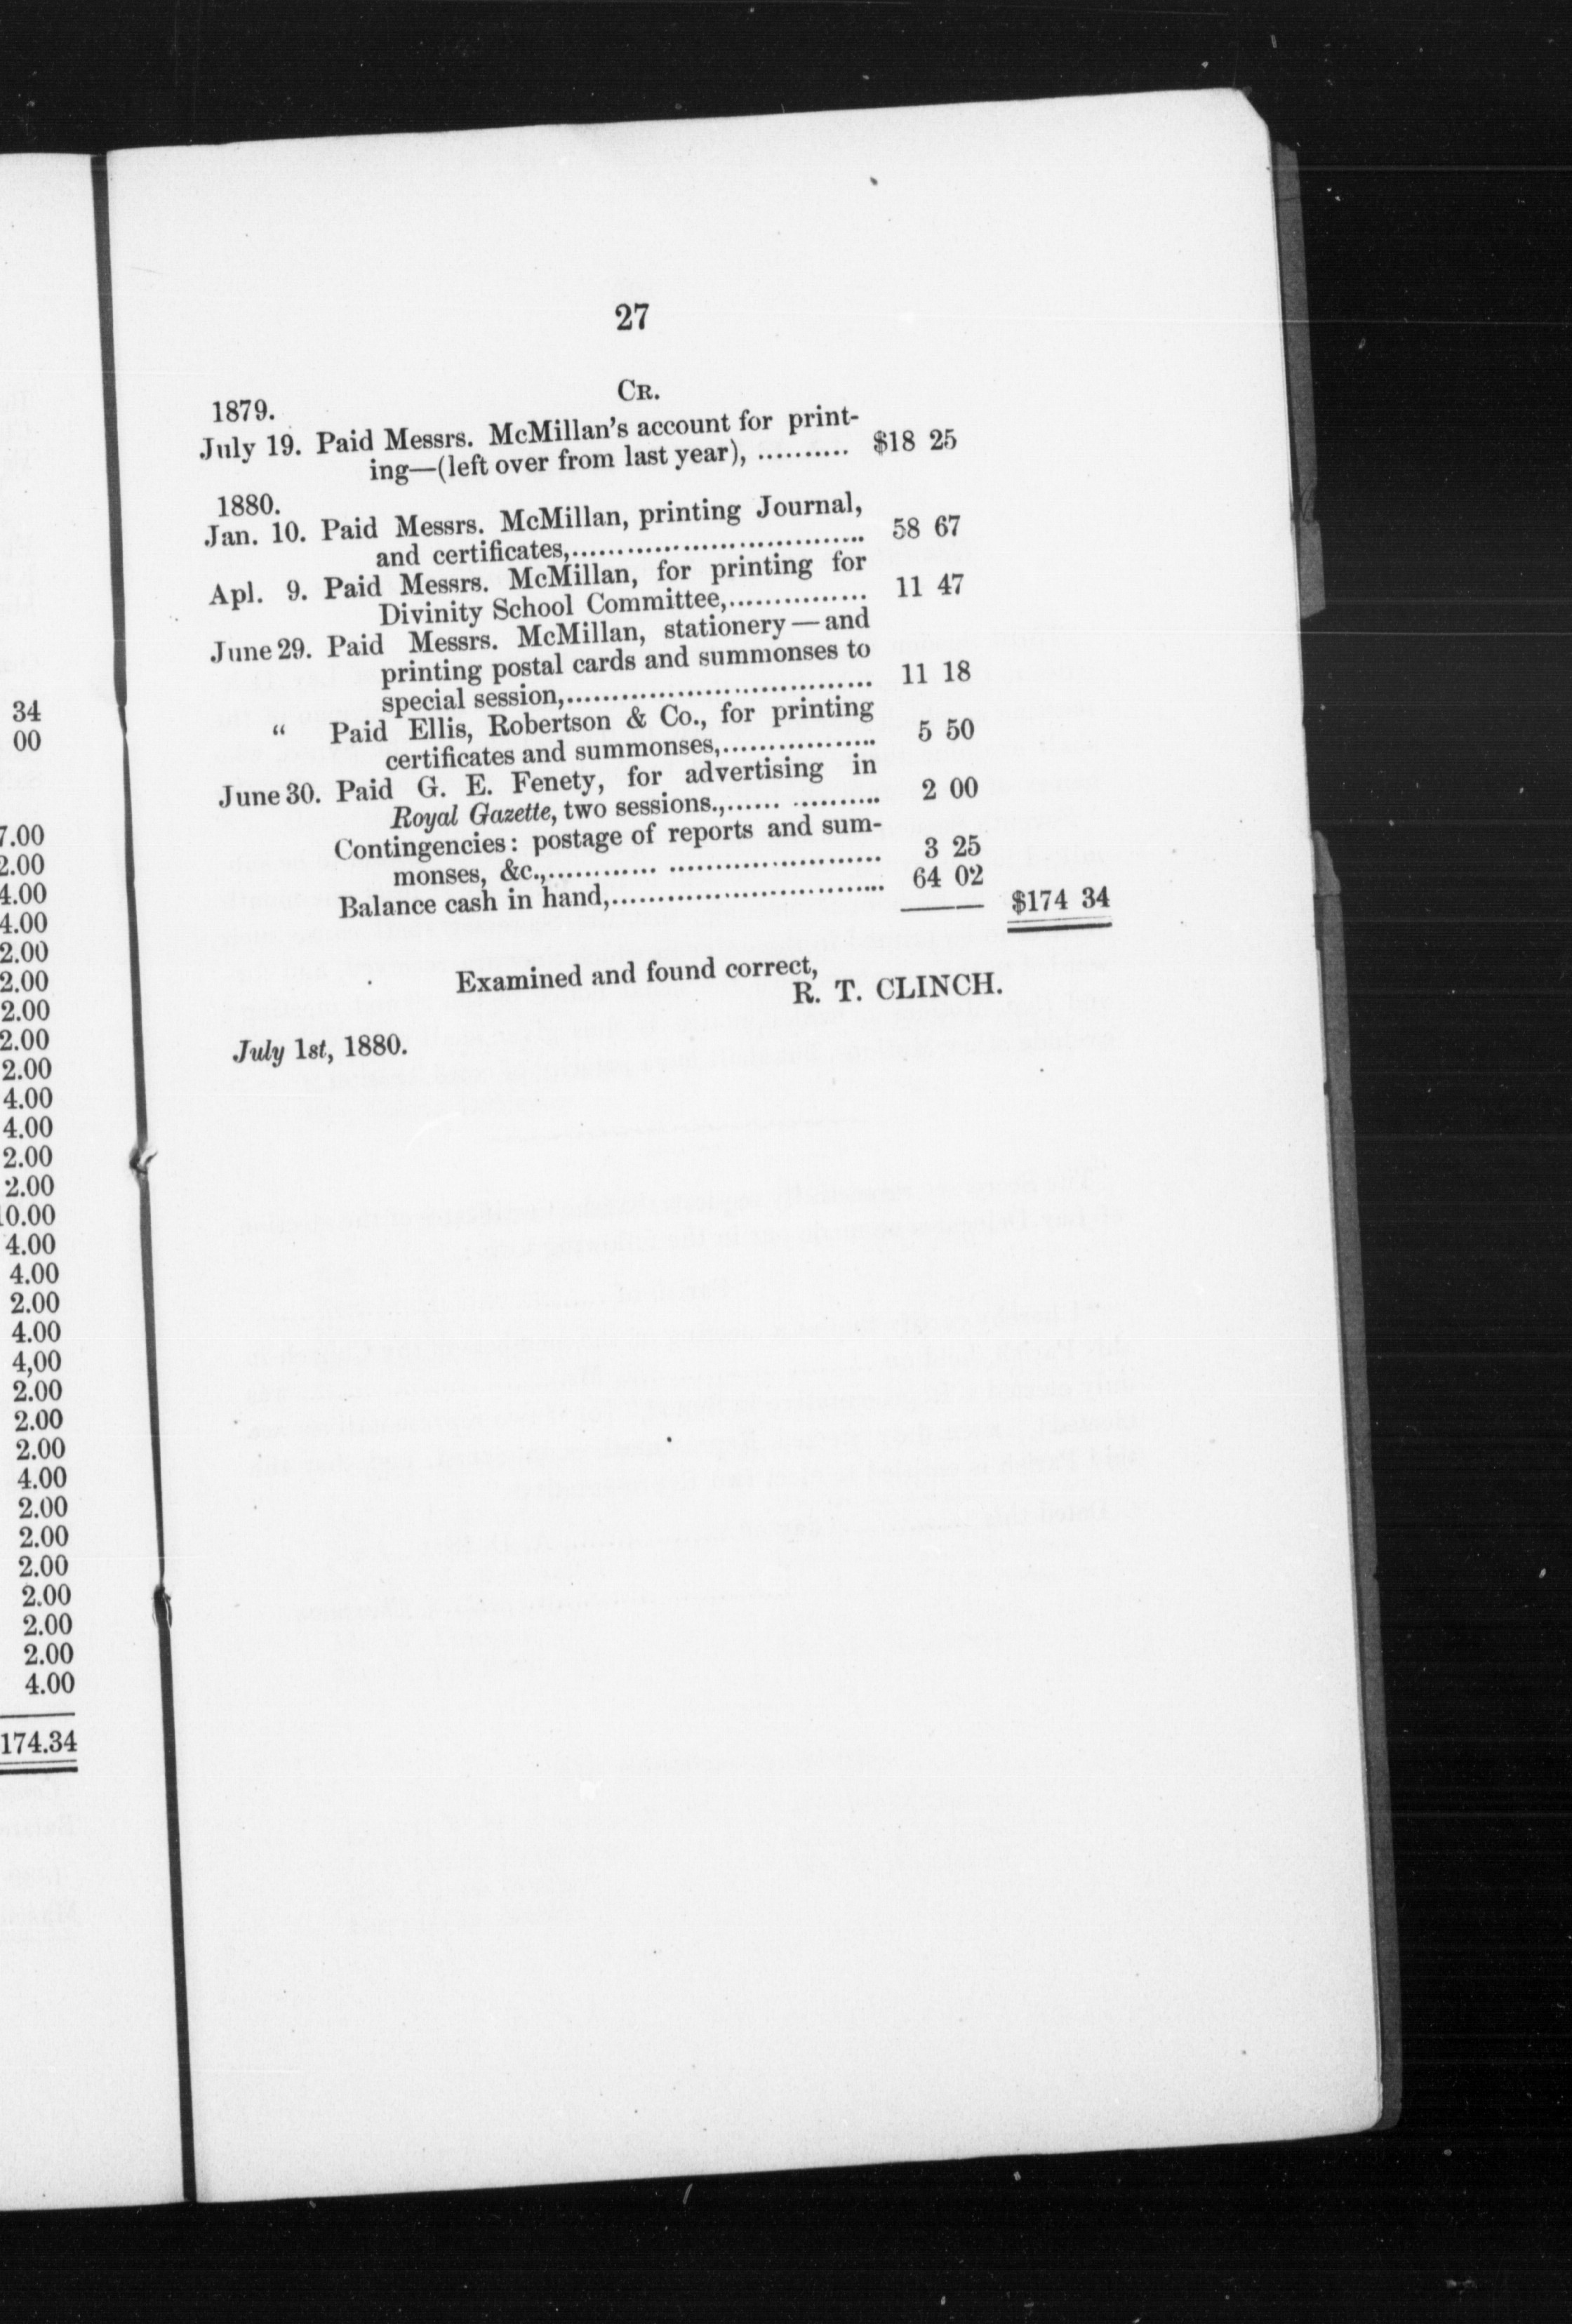 34
00
7.00
2.00
4.00
4.00
2.00
2.00
2.00
2.00
2.00
4.00
4.00
2.00
2.00
10.00
4.00
4.00
2.00
4.00
4,00
2.00
2.00
2.00
4.00
2.00
2.00
2.00
2.00
2.00
2.00
4.00
174.34
27
CR.
1879.
July 19. Paid Messrs. McMillan's account for print-
ing—(left over from last year), .......... $18 25
1880.
Jan. 10. Paid Messrs. McMillan, printing Journal,
and certificates,................................ 58 67
Apl. 9. Paid Messrs. McMillan, for printing for
Divinity School Committee,............... 11 47
June 29. Paid Messrs. McMillan, stationery—and
printing postal cards and summonses to
special session,.................................. 11 18
" Paid Ellis, Robertson & Co., for printing
certificates and summonses,................. 5 50
June 30. Paid G. E. Fenety, for advertising in
Royal Gazette, two sessions.,...... .......... 2 00
Contingencies: postage of reports and sum-
monses, &c.,............ ........................ 3 25
Balance cash in hand,.............................. 64 02
$174 34
Examined and found correct,
R. T. CLINCH.
July 1st, 1880.